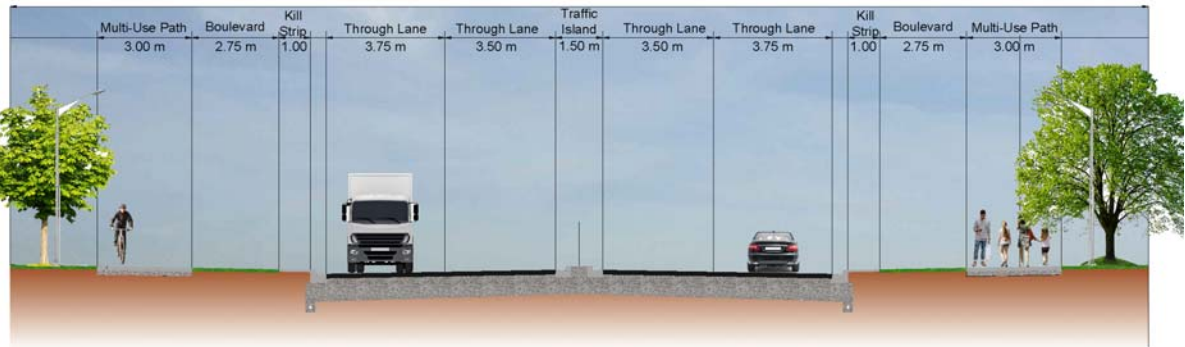 Multi-Use Path
3.00 m
Boulevard
2.75 m
Kill
Strip
1.00
Through Lane
3.75 m
Through Lane
3.50 m
Traffic
Island
1.50 m
Through Lane
3.50 m
Through Lane
3.75 m
Kill
Strip
1.00
Boulevard
2.75 m
Multi-Use Path
3.00 m